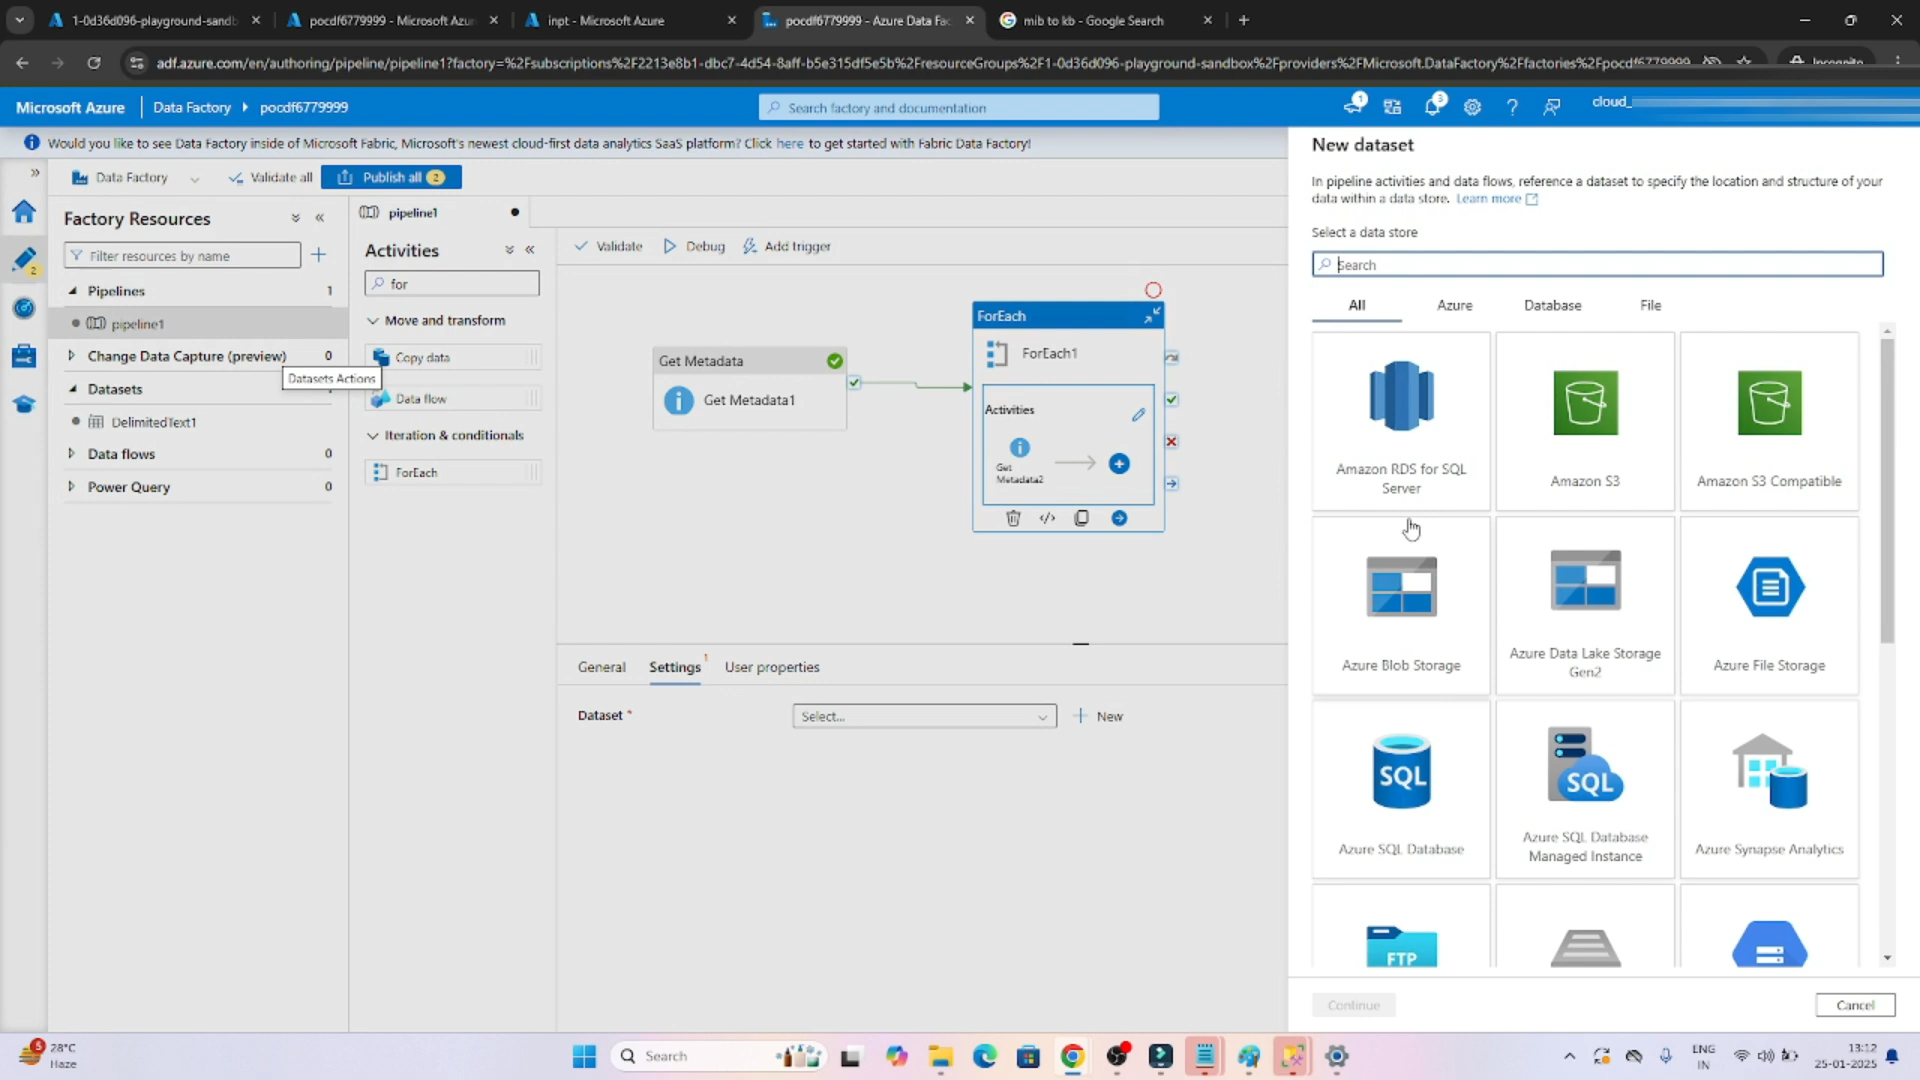 1-0d36d096-playground-sandb
pocdf6779999 - Microsoft Azur
inpt - Microsoft Azure
pocdf6779999 - Azure Data Fac
mib to kb - Google Search
adf.azure.com/en/authoring/pipeline/pipeline1?factory=%2Fsubscriptions%2F2213e8b1-dbc7-4d54-8aff-b5e315df5e5b%2FresourceGroups%2F1-0d36d096-playground-sandbox%2Fproviders%2FMicrosoft.DataFactory%2Ffactories%2Fpocdf6779999
Incognito
Microsoft Azure
Data Factory
pocdf6779999
Search factory and documentation
1
3
cloud_
Would you like to see Data Factory inside of Microsoft Fabric, Microsoft's newest cloud-first data analytics SaaS platform? Click here to get started with Fabric Data Factory!
Data Factory
Validate all
Publish all 2
Factory Resources
Filter resources by name
2
Pipelines 1
pipeline1
Change Data Capture (preview) 0
Datasets Actions
Datasets
DelimitedText1
Data flows 0
Power Query 0
pipeline1
Activities
for
Move and transform
Copy data
Data flow
Iteration & conditionals
ForEach
Validate
Debug
Add trigger
Get Metadata
Get Metadata1
ForEach
ForEach1
Activities
Get
Metadata2
General
Settings 1
User properties
Dataset *
Select...
New
New dataset
In pipeline activities and data flows, reference a dataset to specify the location and structure of your
data within a data store. Learn more
Select a data store
Search
All
Azure
Database
File
Amazon RDS for SQL
Server
Amazon S3
Amazon S3 Compatible
Azure Blob Storage
Azure Data Lake Storage
Gen2
Azure File Storage
SQL
Azure SQL Database
SQL
Azure SQL Database
Managed Instance
Azure Synapse Analytics
FTP
Continue
Cancel
5
28°C
Haze
Search
ENG
IN
13:12
25-01-2025